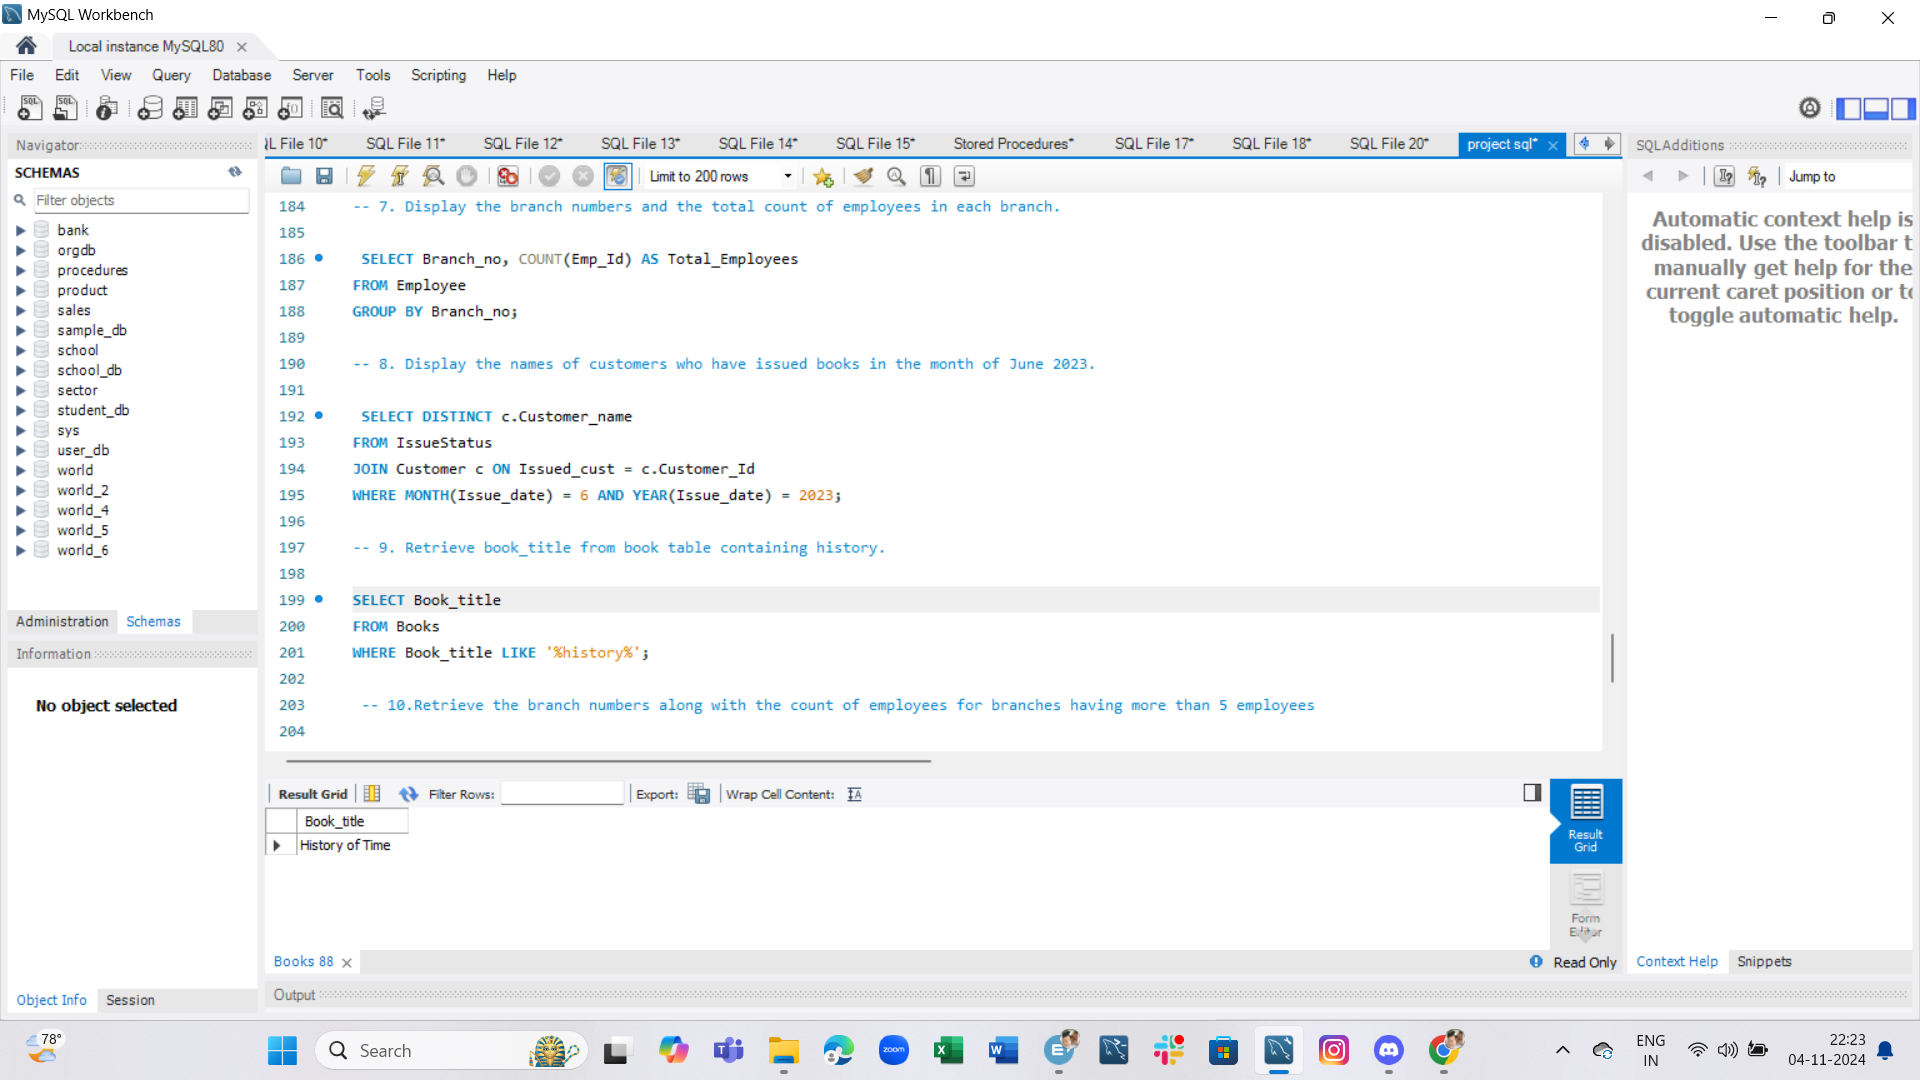 MySQL Workbench
Local instance MySQL80
File Edit View Query Database Server Tools Scripting Help
Navigator
SCHEMAS
Filter objects
bank
orgdb
procedures
product
sales
sample_db
school
school_db
sector
student_db
sys
user_db
world
world_2
world_4
world_5
world_6
Administration Schemas
Information
No object selected
Object Info Session
L File 10* SQL File 11* SQL File 12* SQL File 13* SQL File 14* SQL File 15* Stored Procedures* SQL File 17* SQL File 18* SQL File 20* project sql*
Limit to 200 rows
184 -- 7. Display the branch numbers and the total count of employees in each branch.
185
186 SELECT Branch_no, COUNT(Emp_Id) AS Total_Employees
187 FROM Employee
188 GROUP BY Branch_no;
189
190 -- 8. Display the names of customers who have issued books in the month of June 2023.
191
192 SELECT DISTINCT c.Customer_name
193 FROM IssueStatus
194 JOIN Customer c ON Issued_cust = c.Customer_Id
195 WHERE MONTH(Issue_date) = 6 AND YEAR(Issue_date) = 2023;
196
197 -- 9. Retrieve book_title from book table containing history.
198
199 SELECT Book_title
200 FROM Books
201 WHERE Book_title LIKE '%history%';
202
203 -- 10.Retrieve the branch numbers along with the count of employees for branches having more than 5 employees
204
Result Grid Filter Rows: Export: Wrap Cell Content:
Book_title
History of Time
Result
Grid
Form
Editor
Books 88
Read Only
Output
SQLAdditions
Jump to
Automatic context help is
disabled. Use the toolbar t
manually get help for the
current caret position or to
toggle automatic help.
Context Help Snippets
78°
Search
zoom
ENG
IN
22:23
04-11-2024